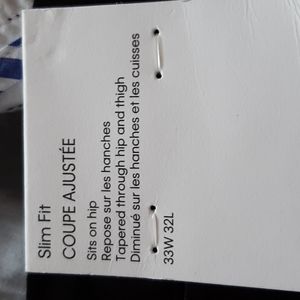 Slim Fit
COUPE AJUSTÉE
Sits on hip
Repose sur les hanches
Tapered through hip and thigh
Diminué sur les hanches et les cuisses
33W 32L